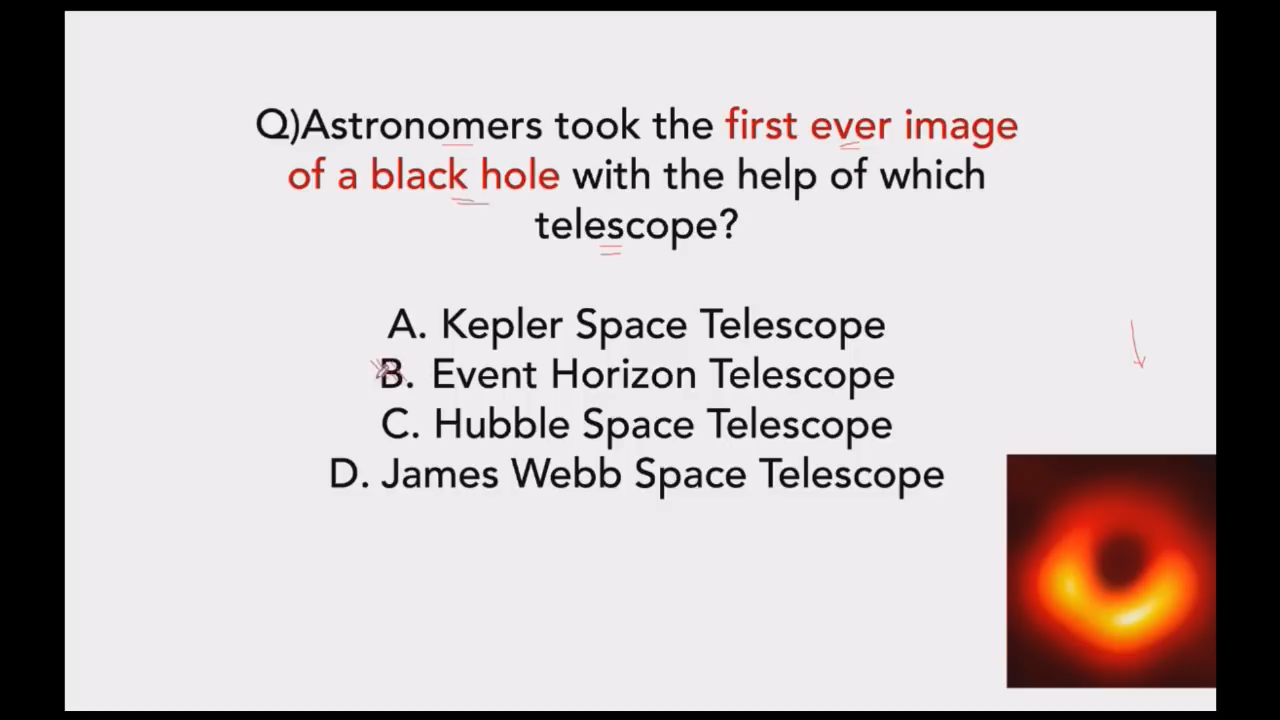 Q)Astronomers took the first ever image
of a black hole with the help of which
telescope?
A. Kepler Space Telescope
B. Event Horizon Telescope
C. Hubble Space Telescope
D. James Webb Space Telescope